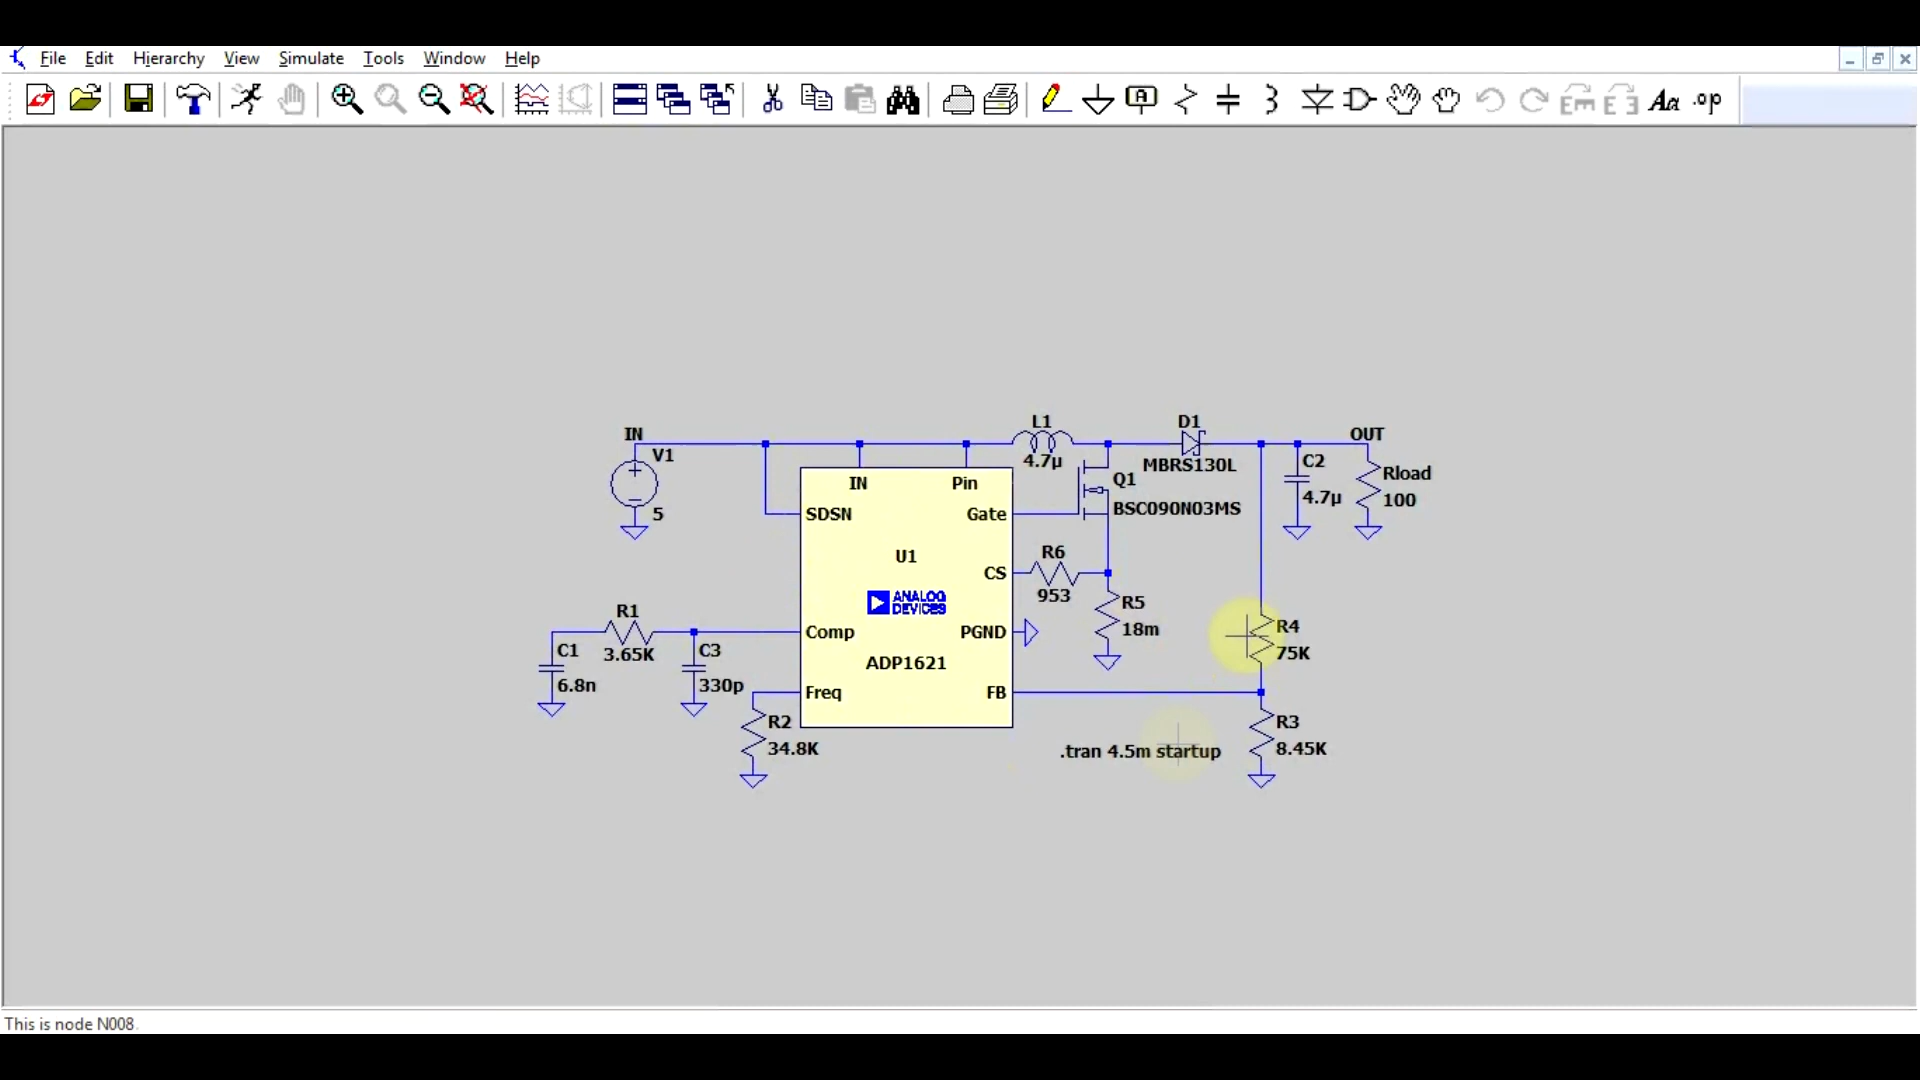 File Edit Hierarchy View Simulate Tools Window Help
A Aa .op
IN
V1
5
L1
4.7µ
D1
MBRS130L
OUT
Q1
BSC090N03MS
C2
4.7µ
Rload
100
IN Pin
SDSN Gate
U1
CS
ANALOG
DEVICES
Comp PGND
ADP1621
Freq FB
R6
953
R5
18m
R4
75K
R1
3.65K
C1
6.8n
C3
330p
R2
34.8K
.tran 4.5m startup
R3
8.45K
This is node N008.